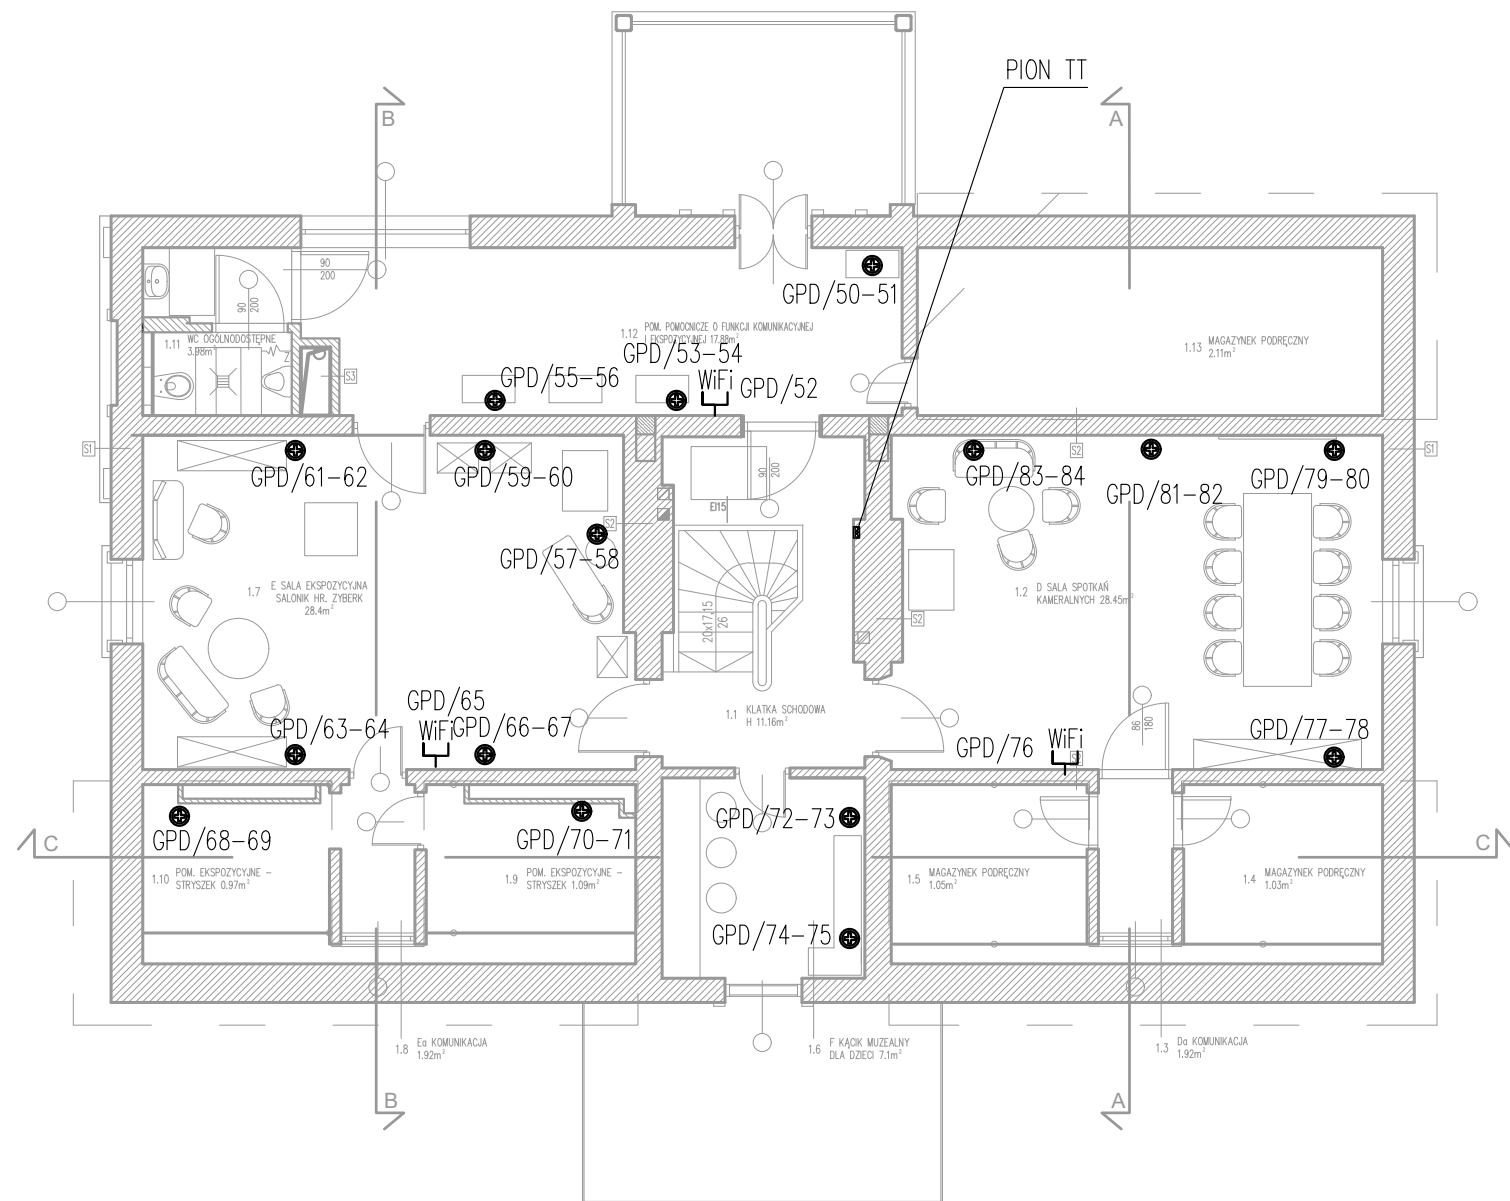 PION TT
B
A
90
200
90
200
GPD/50-51
1.11 WC OGÓLNODOSTĘPNE
3.98m²
1.12 POM. POMOCNICZE O FUNKCJI KOMUNIKACYJNEJ
I EKSPOZYCYJNEJ 17.88m²
1.13 MAGAZYNEK PODRĘCZNY
2.11m²
Z
S3
GPD/53-54
GPD/55-56
WiFi
GPD/52
S1
S2
S1
GPD/61-62
GPD/59-60
90
200
GPD/83-84
GPD/81-82
GPD/79-80
EI15
S2
GPD/57-58
1.7 E SALA EKSPOZYCYJNA
SALONIK HR. ZYBERK
28.4m²
1.2 D SALA SPOTKAŃ
KAMERALNYCH 28.45m²
20x17,15
26
S2
GPD/65
WiFi
GPD/63-64
GPD/66-67
1.1 KLATKA SCHODOWA
H 11.16m²
GPD/76
WiFi
86
180
GPD/77-78
GPD/68-69
GPD/70-71
GPD/72-73
C
C
1.10 POM. EKSPOZYCYJNE -
STRYSZEK 0.97m²
1.9 POM. EKSPOZYCYJNE -
STRYSZEK 1.09m²
1.5 MAGAZYNEK PODRĘCZNY
1.05m²
1.4 MAGAZYNEK PODRĘCZNY
1.03m²
GPD/74-75
1.8 Ea KOMUNIKACJA
1.92m²
1.6 F KĄCIK MUZEALNY
DLA DZIECI 7.1m²
1.3 Da KOMUNIKACJA
1.92m²
B
A